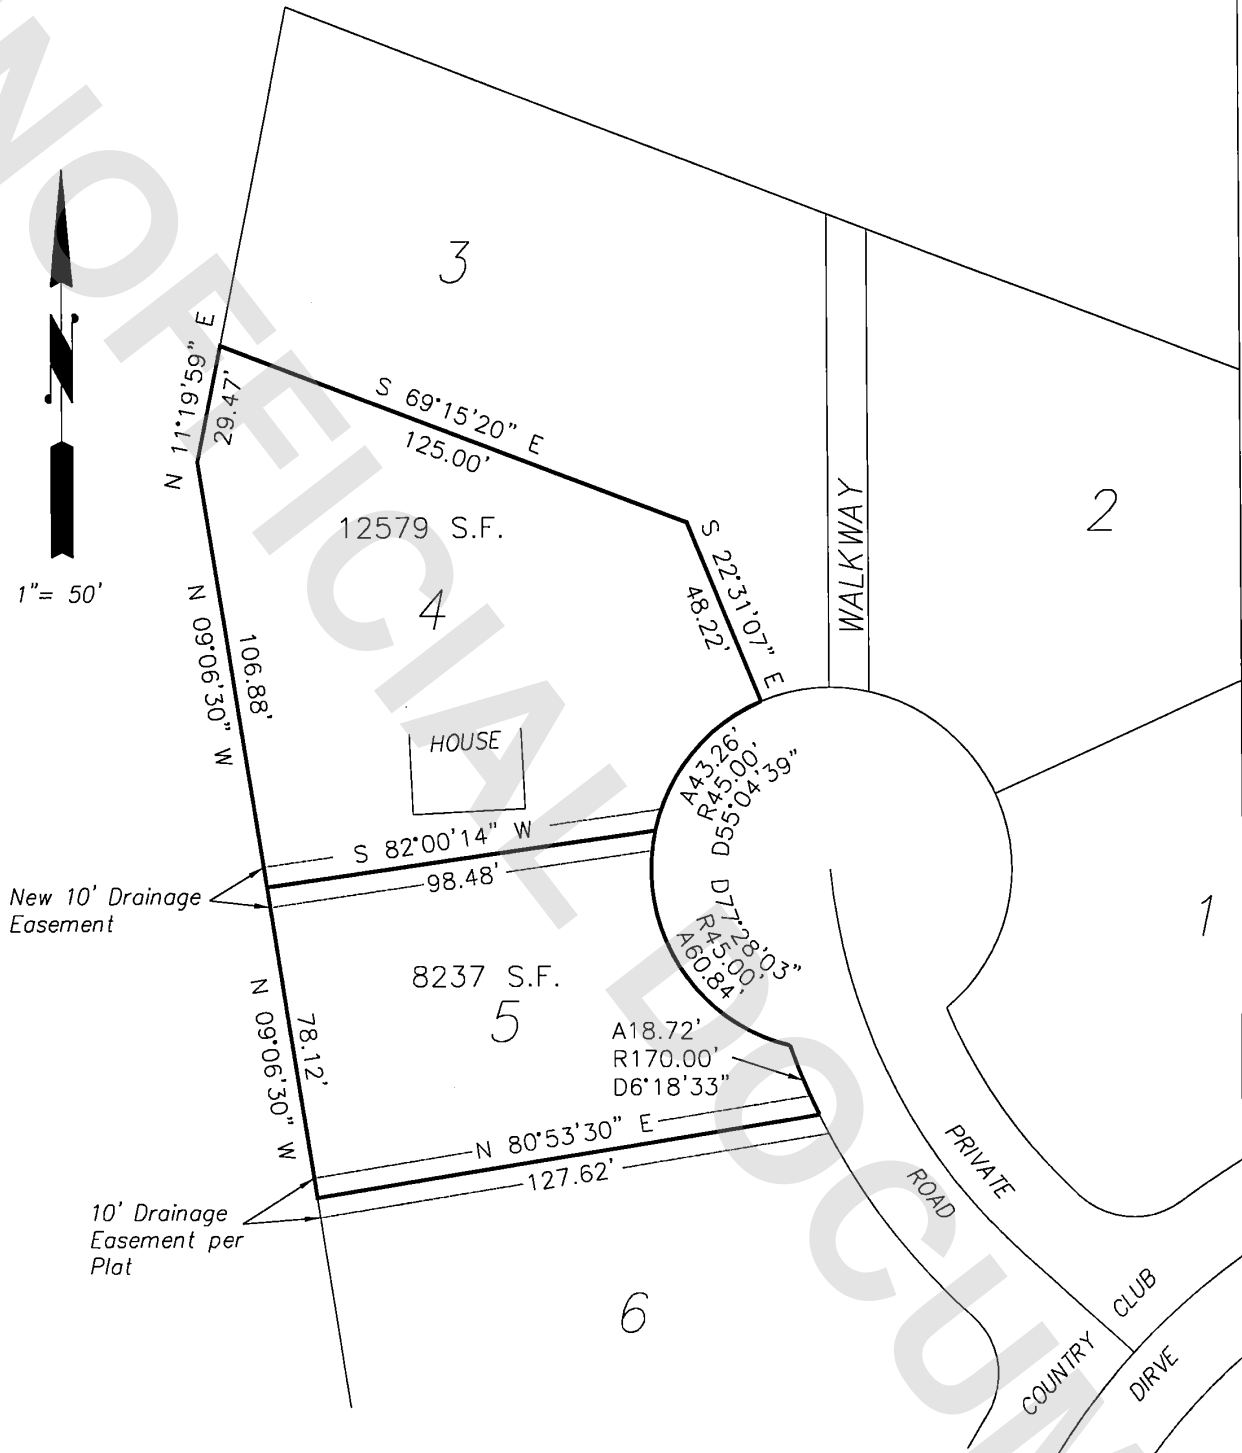 3
N 11°19'59" E
29.47'
S 69°15'20" E
125.00'
12579 S.F.
4
S 22°31'07" E
48.22'
WALKWAY
2
1"= 50'
N 09°06'30" W
106.88'
HOUSE
A43.26'
R45.00'
D55°04'39"
S 82°00'14" W
98.48'
New 10' Drainage
Easement
D77°28'03"
R45.00'
A60.84'
1
8237 S.F.
5
N 09°06'30" W
78.12'
A18.72'
R170.00'
D6°18'33"
N 80°53'30" E
127.62'
10' Drainage
Easement per
Plat
PRIVATE
ROAD
6
COUNTRY CLUB
DIRVE
NOFFICIAL DOCUM